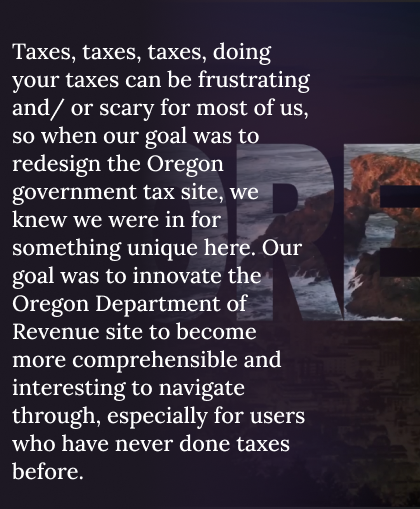 Taxes, taxes, taxes, doing
your taxes can be frustrating
and/ or scary for most of us,
so when our goal was to
redesign the Oregon
government tax site, we
knew we were in for
something unique here. Our
goal was to innovate the
Oregon Department of
Revenue site to become
more comprehensible and
interesting to navigate
through, especially for users
who have never done taxes
before.
ORE